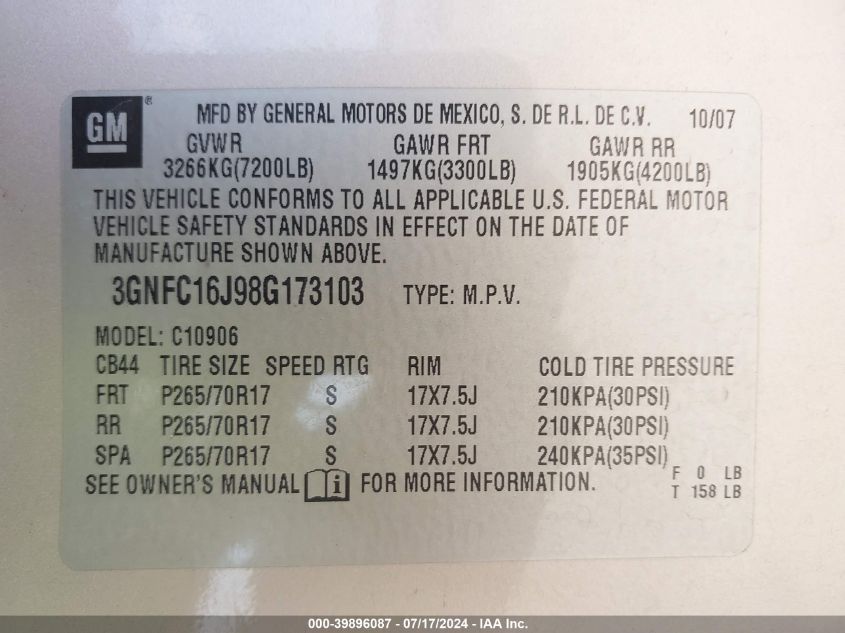 GM® MFD BY GENERAL MOTORS DE MEXICO, S. DE R.L. DE C.V. 10/07
GVWR GAWR FRT GAWR RR
3266KG(7200LB) 1497KG(3300LB) 1905KG(4200LB)
THIS VEHICLE CONFORMS TO ALL APPLICABLE U.S. FEDERAL MOTOR
VEHICLE SAFETY STANDARDS IN EFFECT ON THE DATE OF
MANUFACTURE SHOWN ABOVE.
3GNFC16J98G173103 TYPE: M.P.V.
MODEL: C10906
CB44 TIRE SIZE SPEED RTG RIM COLD TIRE PRESSURE
FRT P265/70R17 S 17X7.5J 210KPA(30PSI)
RR P265/70R17 S 17X7.5J 210KPA(30PSI)
SPA P265/70R17 S 17X7.5J 240KPA(35PSI)
SEE OWNER'S MANUAL i FOR MORE INFORMATION.
F 0 LB
T 158 LB
000-39896087 - 07/17/2024 - IAA Inc.